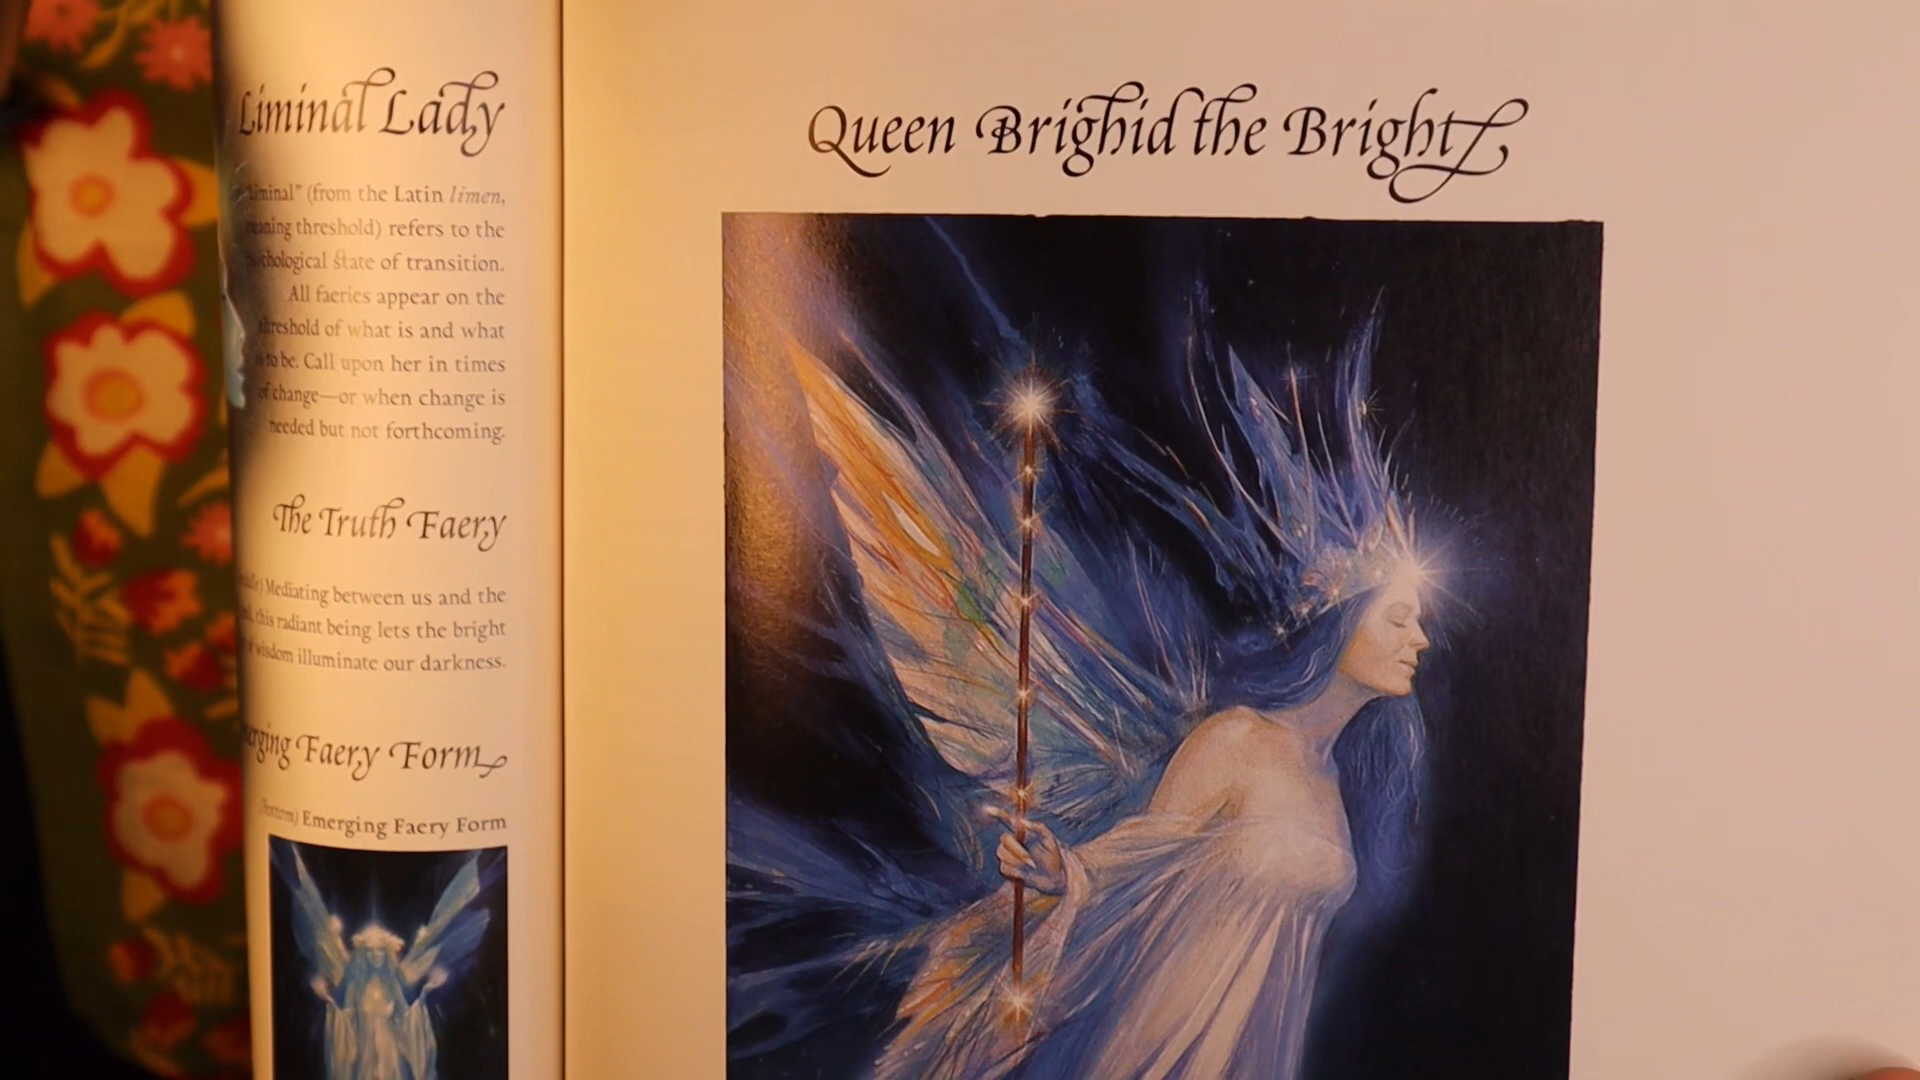 Liminal Lady
"liminal" (from the Latin limen,
meaning threshold) refers to the
psychological state of transition.
All faeries appear on the
threshold of what is and what
is to be. Call upon her in times
of change—or when change is
needed but not forthcoming.
The Truth Faery
Mediating between us and the
this radiant being lets the bright
wisdom illuminate our darkness.
Emerging Faery Form
(bottom) Emerging Faery Form
Queen Brighid the Bright